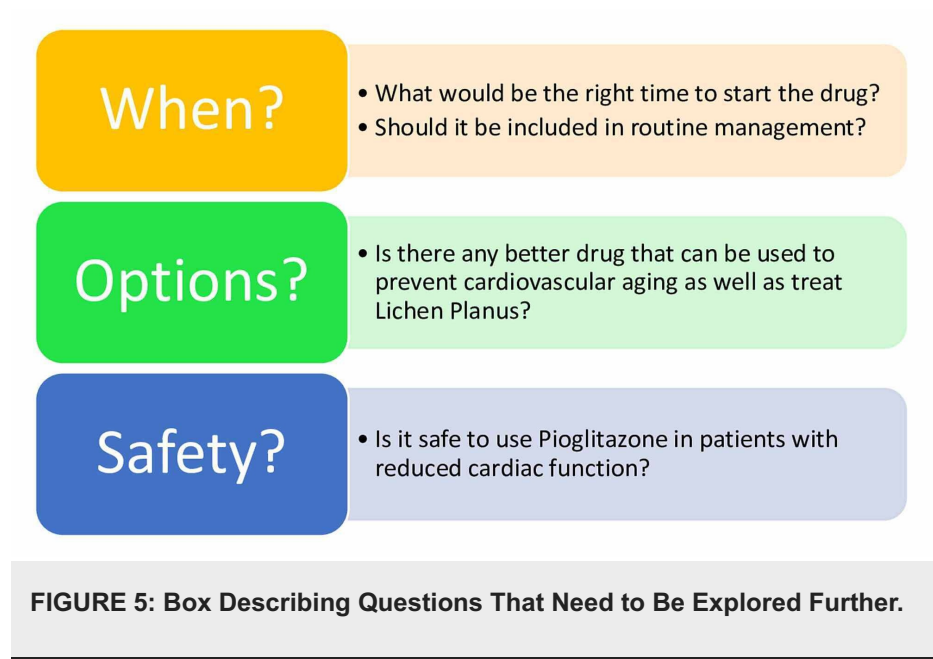 When?
• What would be the right time to start the drug?
• Should it be included in routine management?
Options?
• Is there any better drug that can be used to
prevent cardiovascular aging as well as treat
Lichen Planus?
Safety?
• Is it safe to use Pioglitazone in patients with
reduced cardiac function?
FIGURE 5: Box Describing Questions That Need to Be Explored Further.